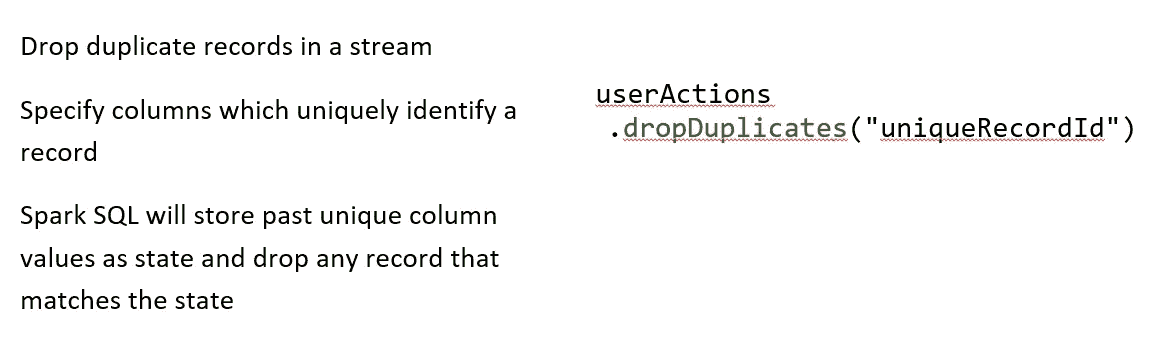 Drop duplicate records in a stream
Specify columns which uniquely identify a
record
Spark SQL will store past unique column
values as state and drop any record that
matches the state
userActions
.dropDuplicates("uniqueRecordId")